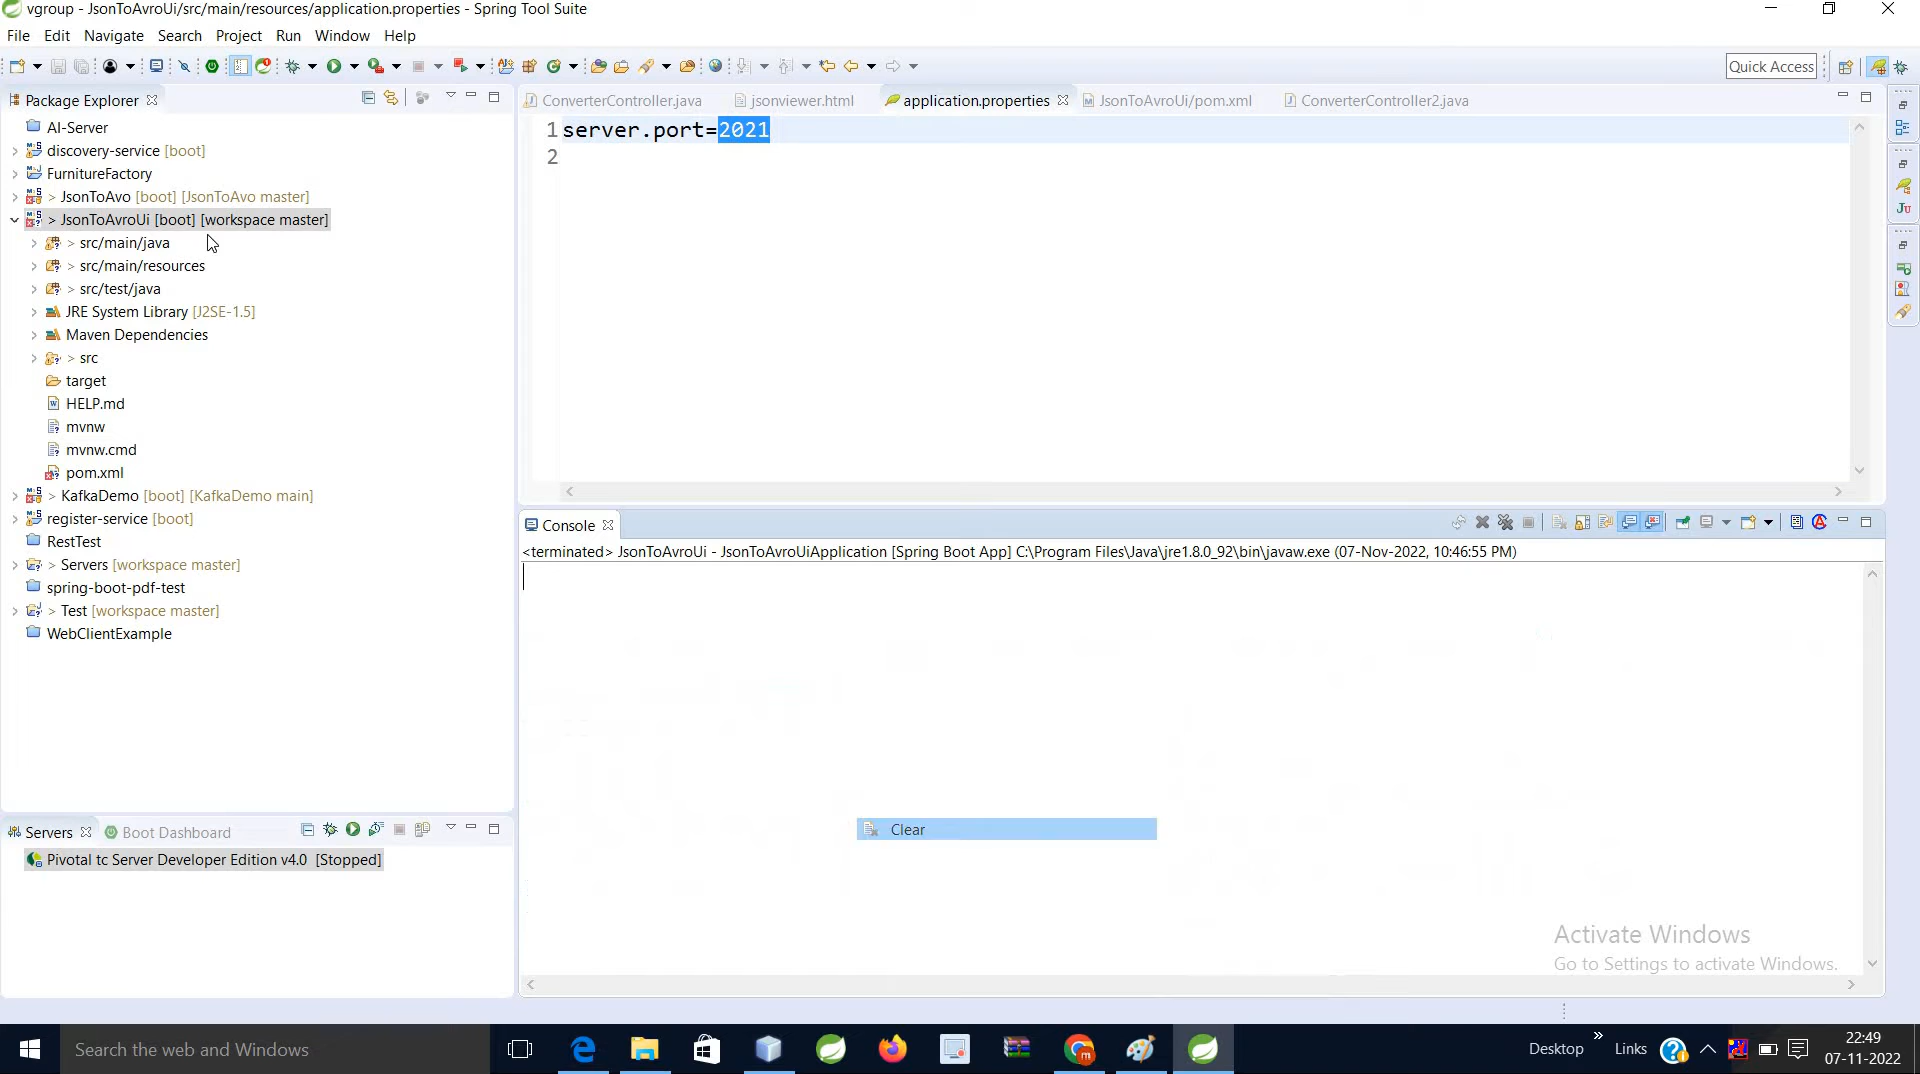 vgroup - JsonToAvroUi/src/main/resources/application.properties - Spring Tool Suite
File Edit Navigate Search Project Run Window Help
Quick Access
Package Explorer
AI-Server
discovery-service [boot]
FurnitureFactory
> JsonToAvo [boot] [JsonToAvo master]
> JsonToAvroUi [boot] [workspace master]
> src/main/java
> src/main/resources
> src/test/java
JRE System Library [J2SE-1.5]
Maven Dependencies
> src
target
HELP.md
mvnw
mvnw.cmd
pom.xml
> KafkaDemo [boot] [KafkaDemo main]
register-service [boot]
RestTest
> Servers [workspace master]
spring-boot-pdf-test
> Test [workspace master]
WebClientExample
Servers Boot Dashboard
Pivotal tc Server Developer Edition v4.0 [Stopped]
ConverterController.java jsonviewer.html application.properties JsonToAvroUi/pom.xml ConverterController2.java
1 server.port=2021
2
Ju
Console
<terminated> JsonToAvroUi - JsonToAvroUiApplication [Spring Boot App] C:\Program Files\Java\jre1.8.0_92\bin\javaw.exe (07-Nov-2022, 10:46:55 PM)
Clear
Activate Windows
Go to Settings to activate Windows.
Search the web and Windows
Desktop » Links
22:49
07-11-2022